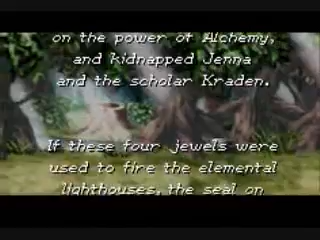 on the power of Alchemy,
and kidnapped Jenna
and the scholar Kraden.
If these four jewels were
used to fire the elemental
lighthouses, the seal on